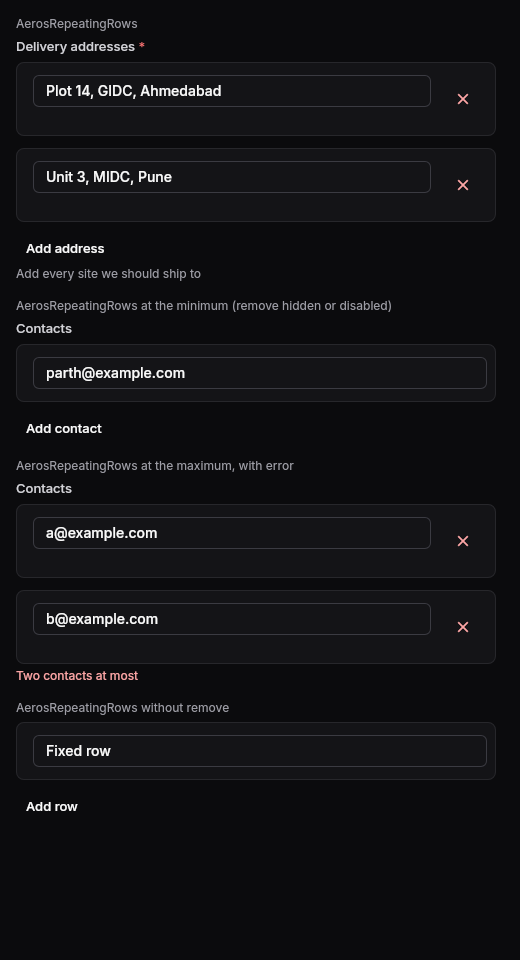 AerosRepeatingRows
Delivery addresses *
Plot 14, GIDC, Ahmedabad
Unit 3, MIDC, Pune
Add address
Add every site we should ship to
AerosRepeatingRows at the minimum (remove hidden or disabled)
Contacts
parth@example.com
Add contact
AerosRepeatingRows at the maximum, with error
Contacts
a@example.com
b@example.com
Two contacts at most
AerosRepeatingRows without remove
Fixed row
Add row